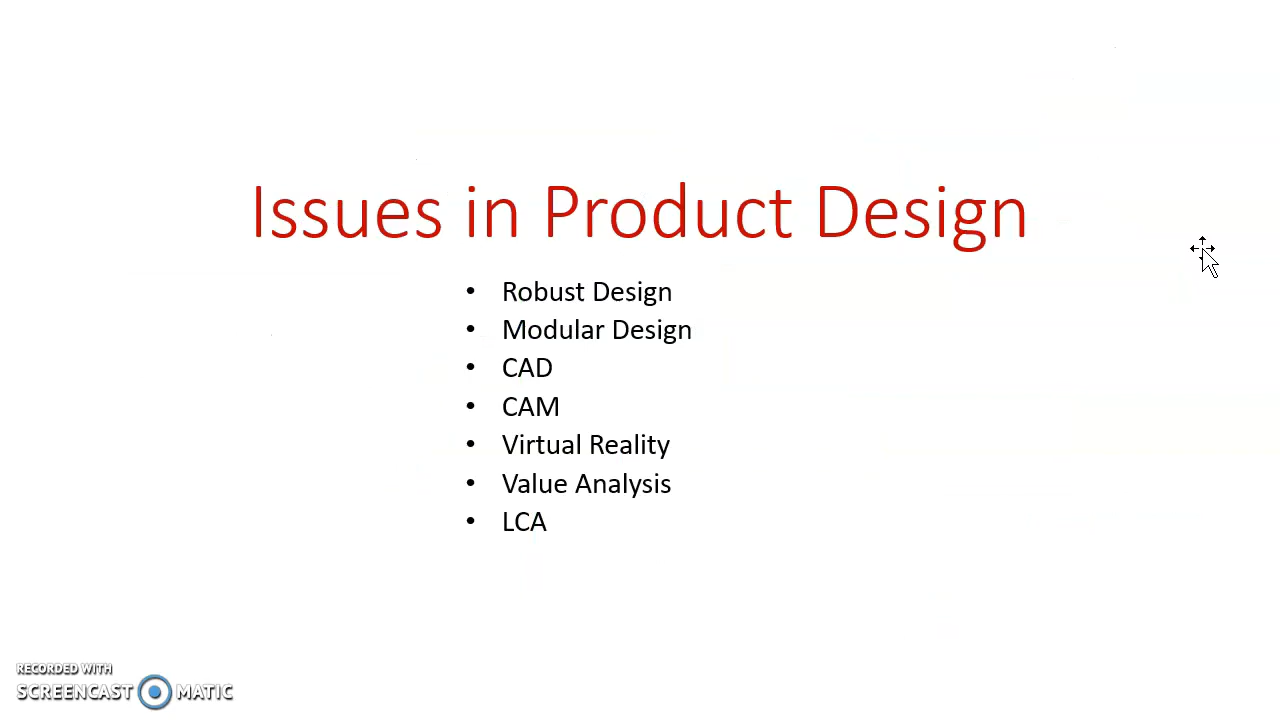 Issues in Product Design
• Robust Design
• Modular Design
• CAD
• CAM
• Virtual Reality
• Value Analysis
• LCA
RECORDED WITH
SCREENCAST MATIC